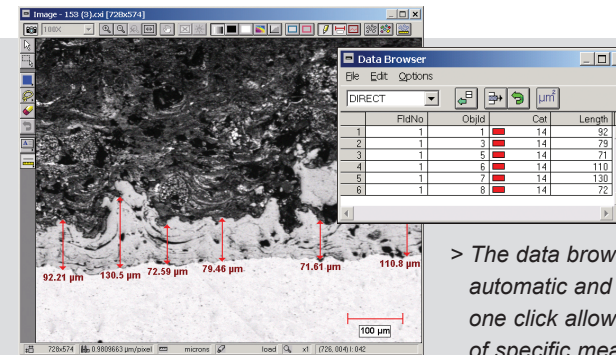 Image - 153 (3).cxi [728x574]
100X
92.21 µm
130.5 µm
72.59 µm
79.46 µm
71.61 µm
110.8 µm
100 µm
728x574
0.9809663 µm/pixel
microns
load
x1
(726, 004) I: 042
Data Browser
File Edit Options
DIRECT
µm²
FldNo ObjId Cat Length
1 1 1 14 92
2 1 3 14 79
3 1 5 14 71
4 1 6 14 110
5 1 7 14 130
6 1 8 14 72
> The data brow
automatic and
one click allow
of specific mea